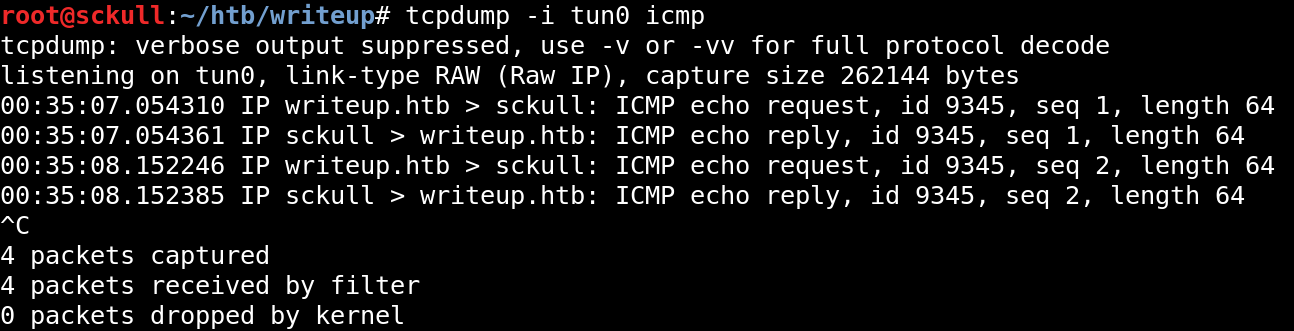 root@sckull:~/htb/writeup# tcpdump -i tun0 icmp
tcpdump: verbose output suppressed, use -v or -vv for full protocol decode
listening on tun0, link-type RAW (Raw IP), capture size 262144 bytes
00:35:07.054310 IP writeup.htb > sckull: ICMP echo request, id 9345, seq 1, length 64
00:35:07.054361 IP sckull > writeup.htb: ICMP echo reply, id 9345, seq 1, length 64
00:35:08.152246 IP writeup.htb > sckull: ICMP echo request, id 9345, seq 2, length 64
00:35:08.152385 IP sckull > writeup.htb: ICMP echo reply, id 9345, seq 2, length 64
^C
4 packets captured
4 packets received by filter
0 packets dropped by kernel